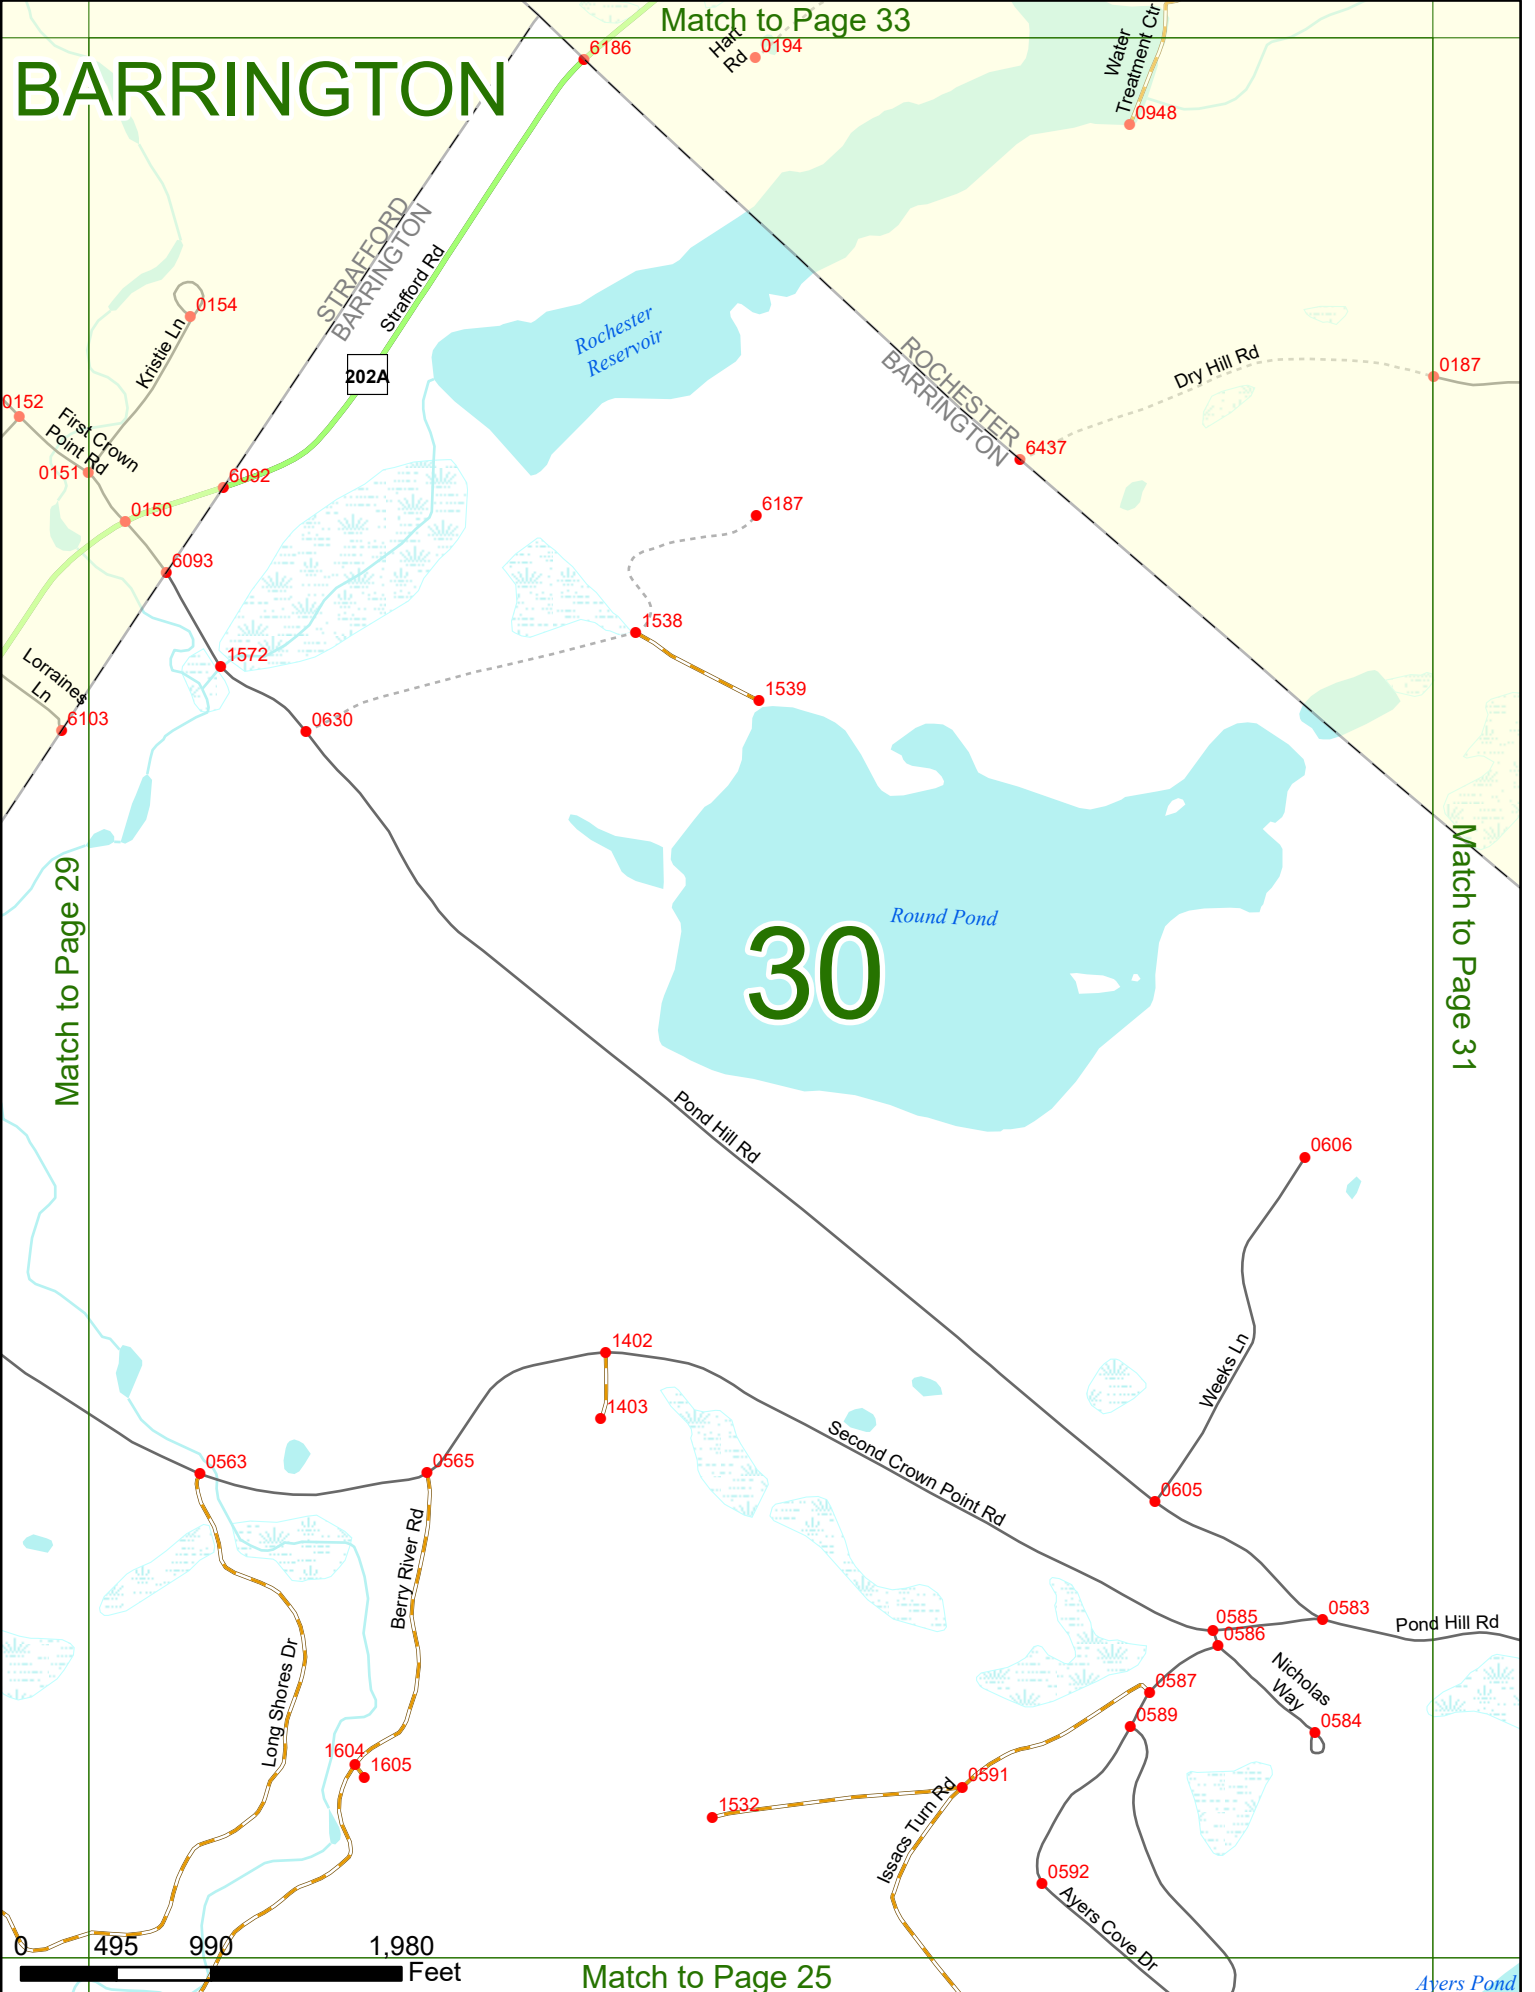 Match to Page 33
BARRINGTON
6186
Hart
Rd
0194
Water
Treatment Ctr
0948
STRAFFORD
BARRINGTON
Strafford Rd
0154
Kristie Ln
202A
Rochester
Reservoir
ROCHESTER
BARRINGTON
Dry Hill Rd
0187
0152
First Crown
Point Rd
0151
6092
6437
0150
6187
6093
1538
1572
Lorraines
Ln
1539
6103
0630
Match to Page 29
Match to Page 31
Round Pond
30
Pond Hill Rd
0606
1402
Weeks Ln
1403
Second Crown Point Rd
0563
0565
0605
Berry River Rd
0583
0585
Pond Hill Rd
0586
Long Shores Dr
Nicholas
Way
0587
0589
0584
1604
1605
0591
1532
Issacs Turn Rd
0592
Ayers Cove Dr
0 495 990 1,980
Feet
Match to Page 25
Ayers Pond